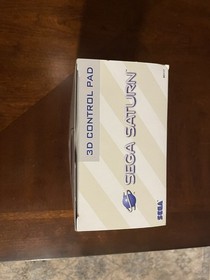 3D CONTROL PAD
SEGA SATURN
SEGA